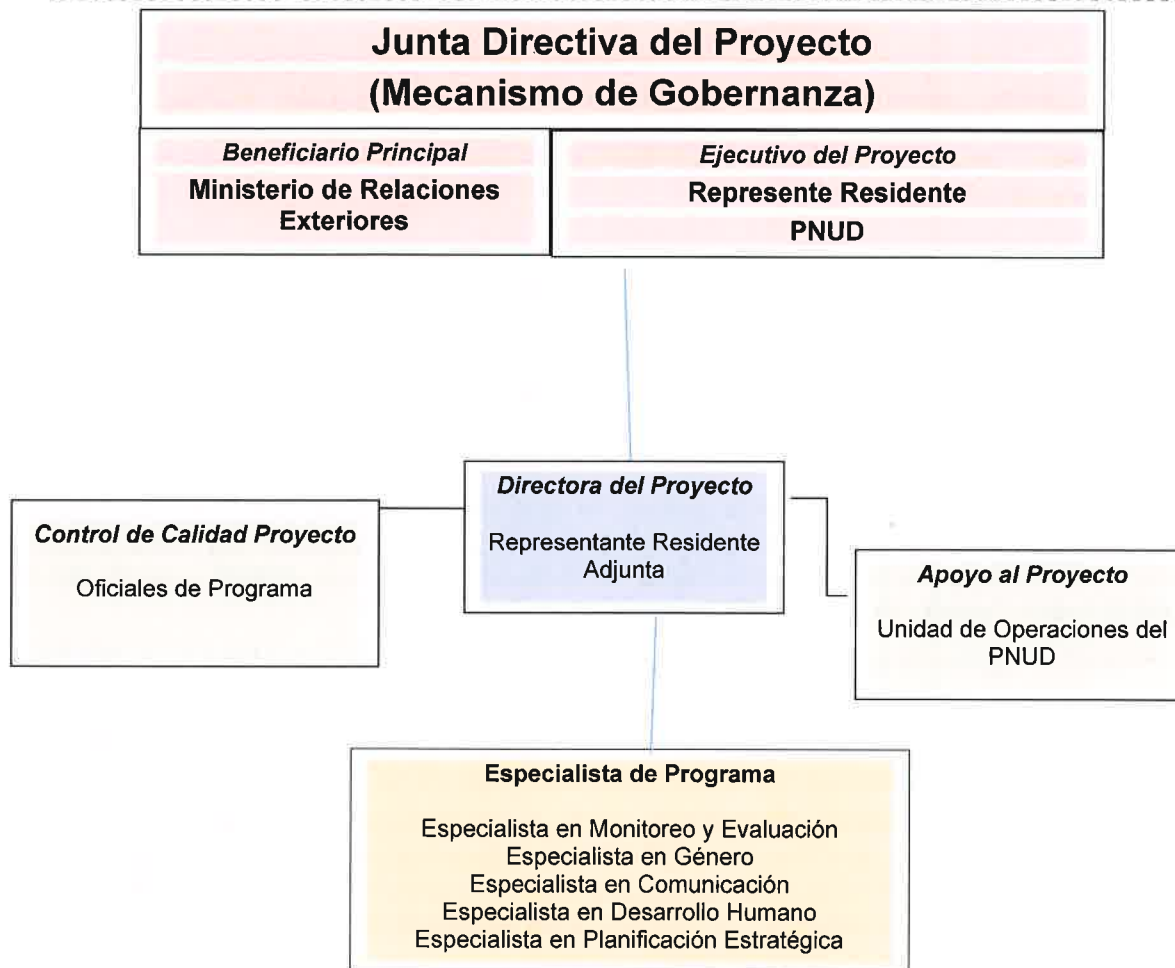 Junta Directiva del Proyecto
(Mecanismo de Gobernanza)
Beneficiario Principal
Ministerio de Relaciones
Exteriores
Ejecutivo del Proyecto
Represente Residente
PNUD
Directora del Proyecto
Representante Residente
Adjunta
Control de Calidad Proyecto
Oficiales de Programa
Apoyo al Proyecto
Unidad de Operaciones del
PNUD
Especialista de Programa
Especialista en Monitoreo y Evaluación
Especialista en Género
Especialista en Comunicación
Especialista en Desarrollo Humano
Especialista en Planificación Estratégica